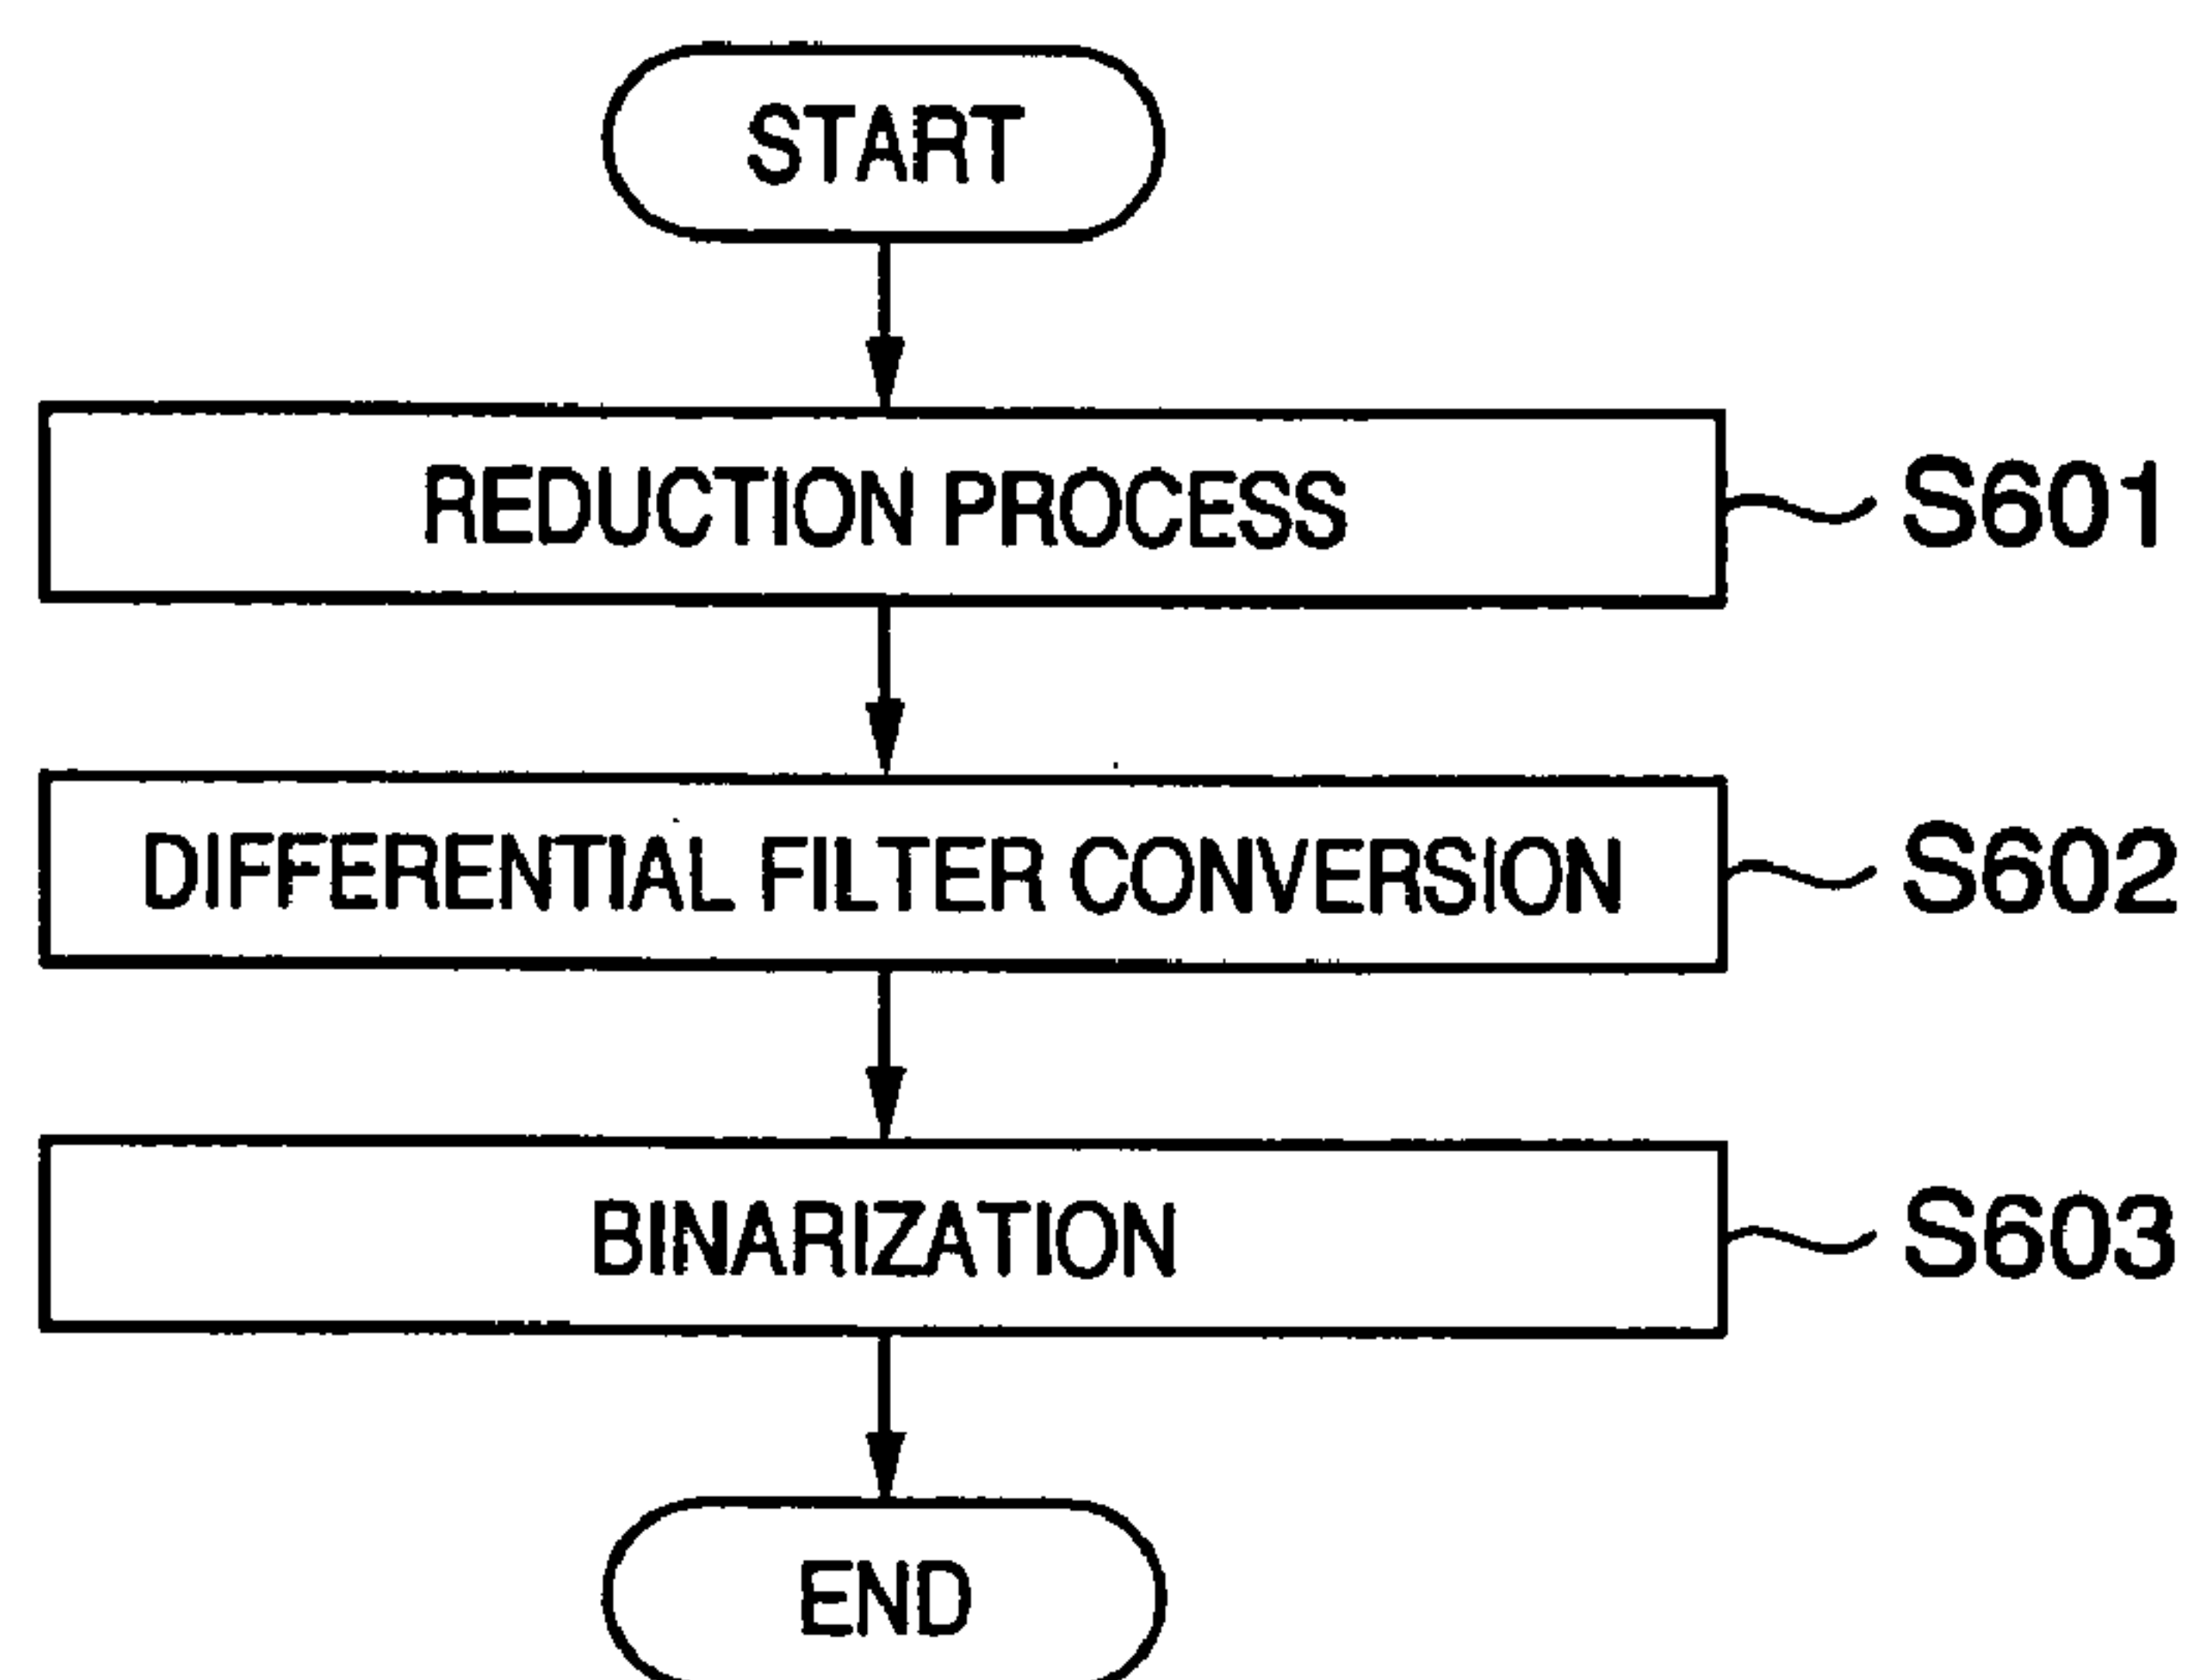 START
REDUCTION PROCESS
S601
DIFFERENTIAL FILTER CONVERSION
S602
BINARIZATION
S603
END